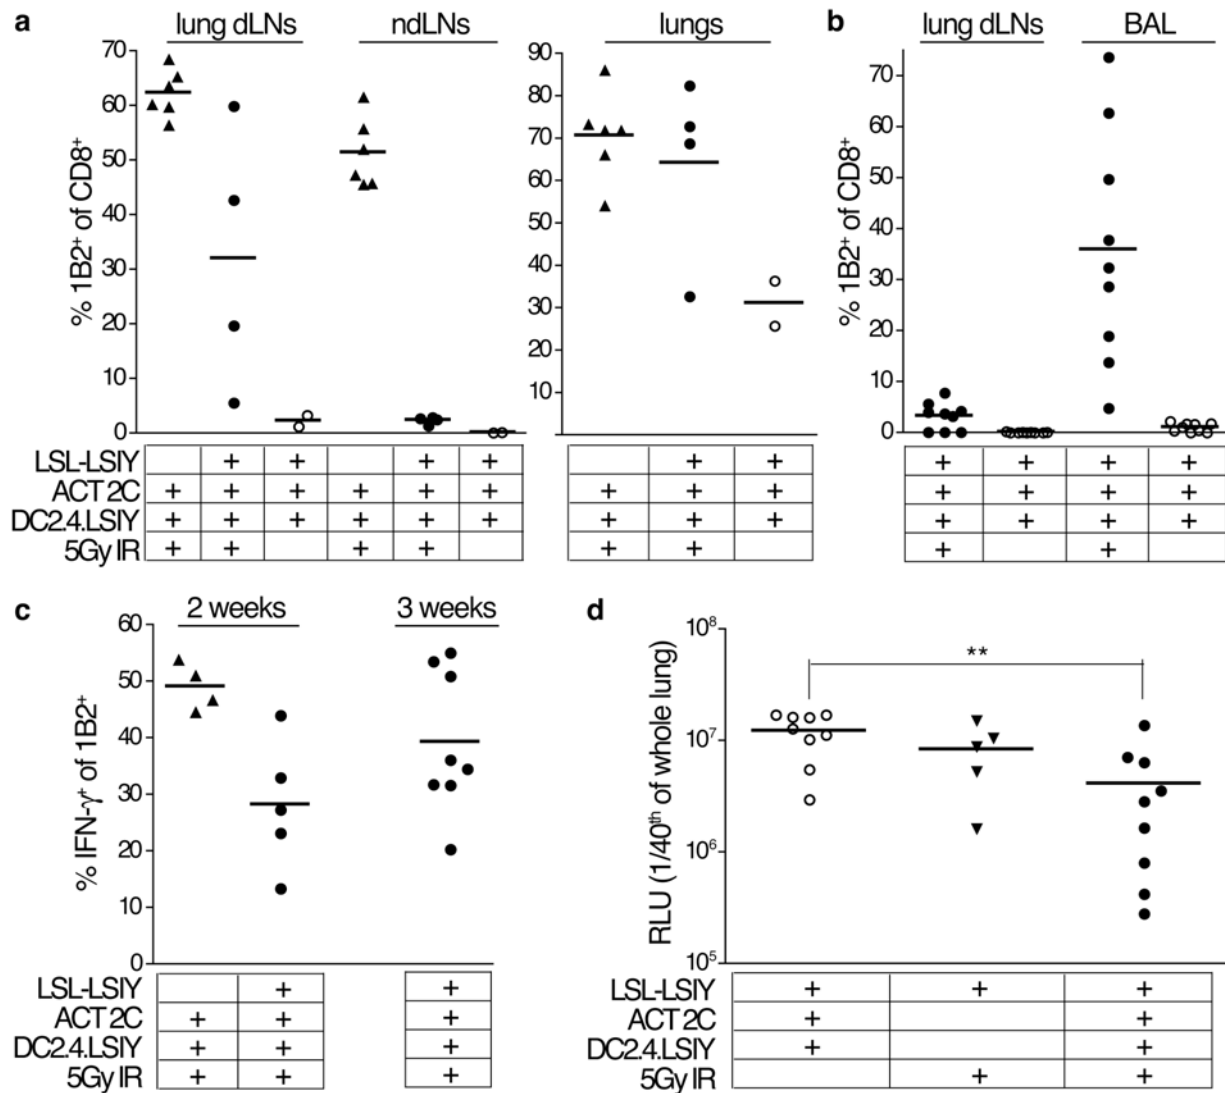 a
lung dLNs ndLNs
lungs
% 1B2+ of CD8+
70
60
50
40
30
20
10
0
90
80
70
60
50
40
30
20
10
LSL-LSIY + + + +
ACT 2C + + + + + +
DC2.4.LSIY + + + + + +
5Gy IR + + + +
+ +
+ + +
+ + +
+ +
b
lung dLNs BAL
% 1B2+ of CD8+
70
60
50
40
30
20
10
0
+ + + +
+ + + +
+ + + +
+ +
c
2 weeks 3 weeks
% IFN-γ+ of 1B2+
60
50
40
30
20
10
0
LSL-LSIY + +
ACT 2C + + +
DC2.4.LSIY + + +
5Gy IR + + +
d
RLU (1/40th of whole lung)
10^8
10^7
10^6
10^5
**
LSL-LSIY + + +
ACT 2C + +
DC2.4.LSIY + +
5Gy IR + +